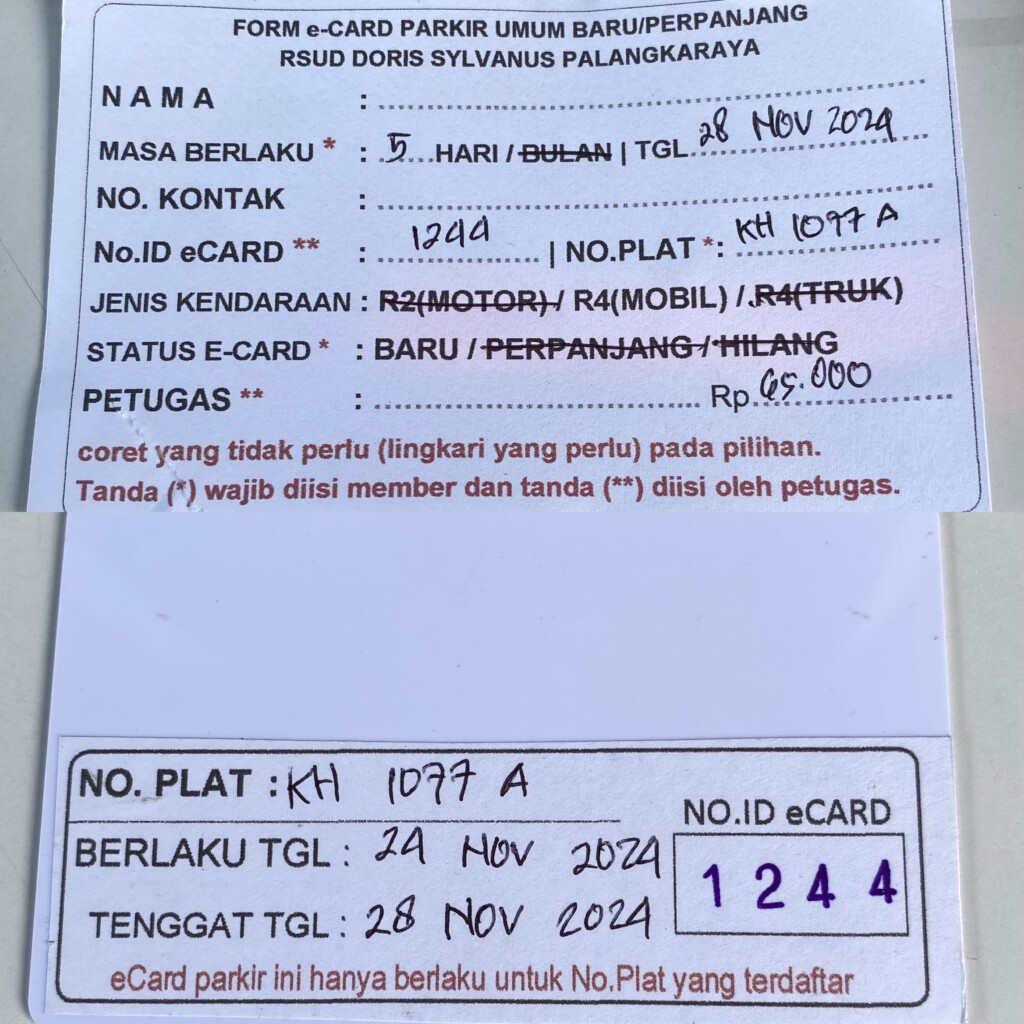 FORM e-CARD PARKIR UMUM BARU/PERPANJANG
RSUD DORIS SYLVANUS PALANGKARAYA
NAMA :
MASA BERLAKU * : 5 HARI / BULAN | TGL 28 NOV 2024
NO. KONTAK :
No.ID eCARD ** : 1244 | NO.PLAT *: KH 1077 A
JENIS KENDARAAN : R2(MOTOR) / R4(MOBIL) / R4(TRUK)
STATUS E-CARD * : BARU / PERPANJANG / HILANG
PETUGAS ** : Rp. 65.000
coret yang tidak perlu (lingkari yang perlu) pada pilihan.
Tanda (*) wajib diisi member dan tanda (**) diisi oleh petugas.
NO. PLAT : KH 1077 A
BERLAKU TGL : 24 NOV 2024
TENGGAT TGL : 28 NOV 2024
NO.ID eCARD
1244
eCard parkir ini hanya berlaku untuk No.Plat yang terdaftar